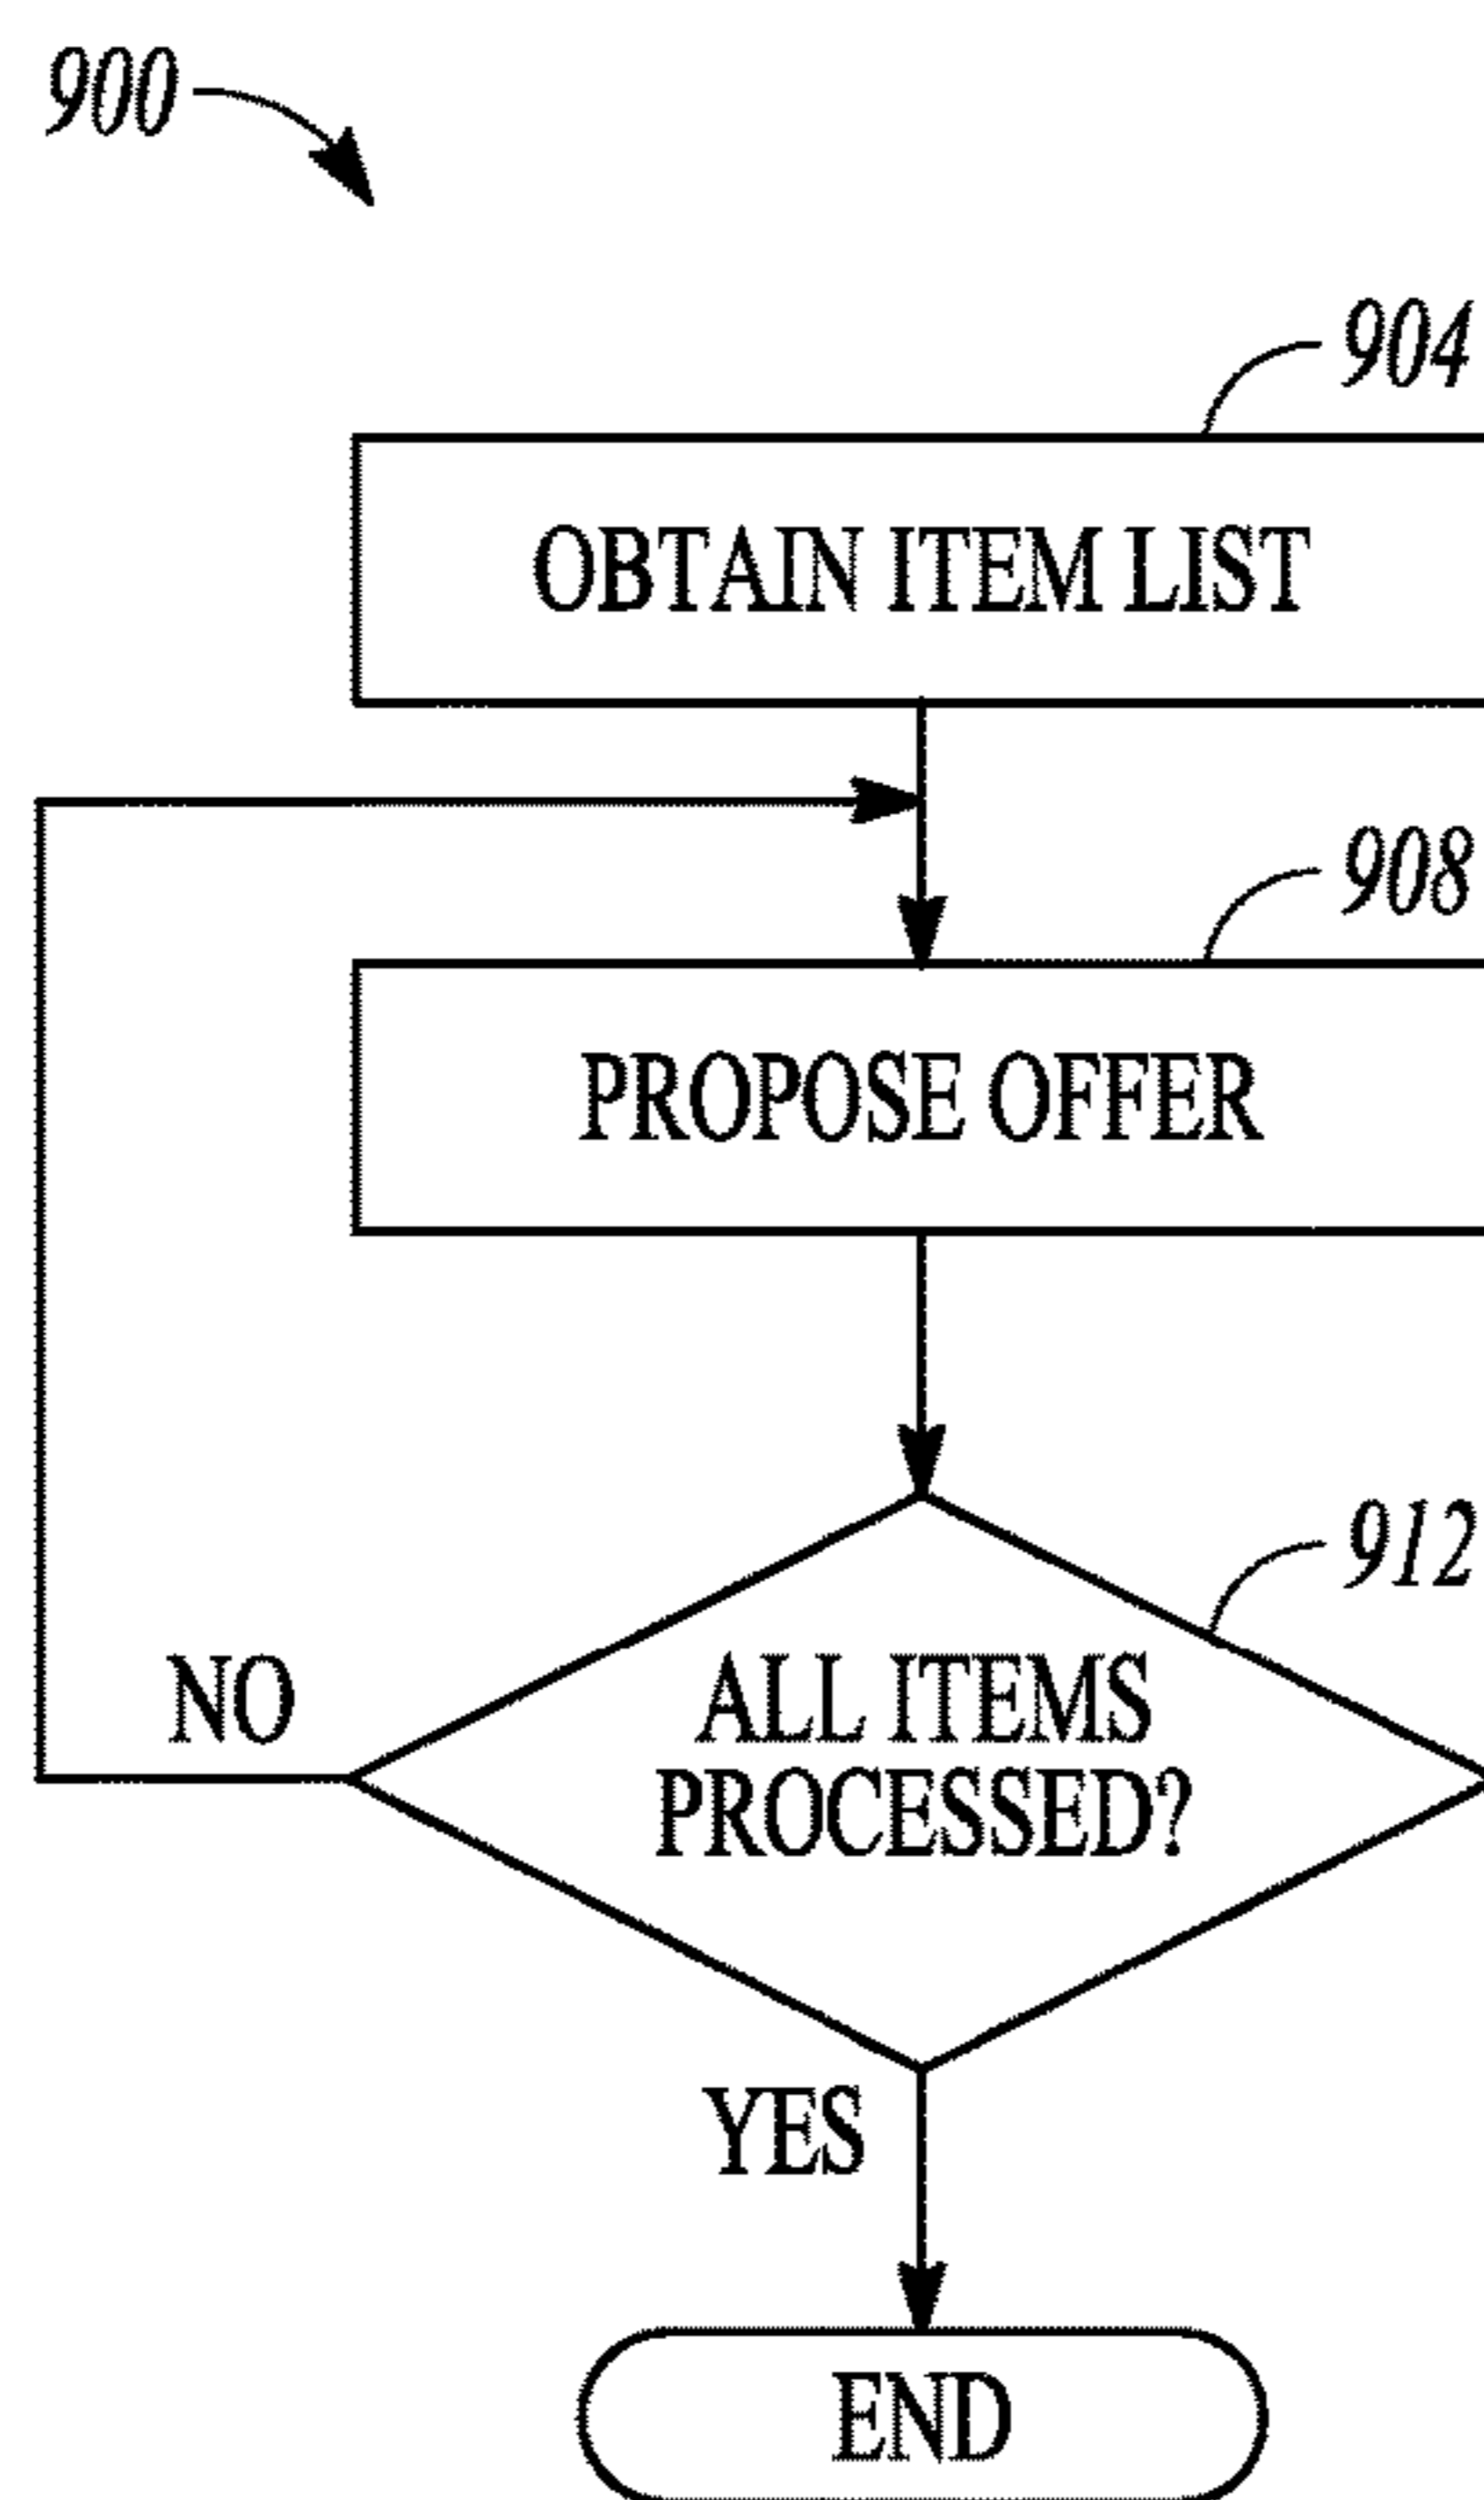 900
904
OBTAIN ITEM LIST
908
PROPOSE OFFER
912
ALL ITEMS
PROCESSED?
NO
YES
END